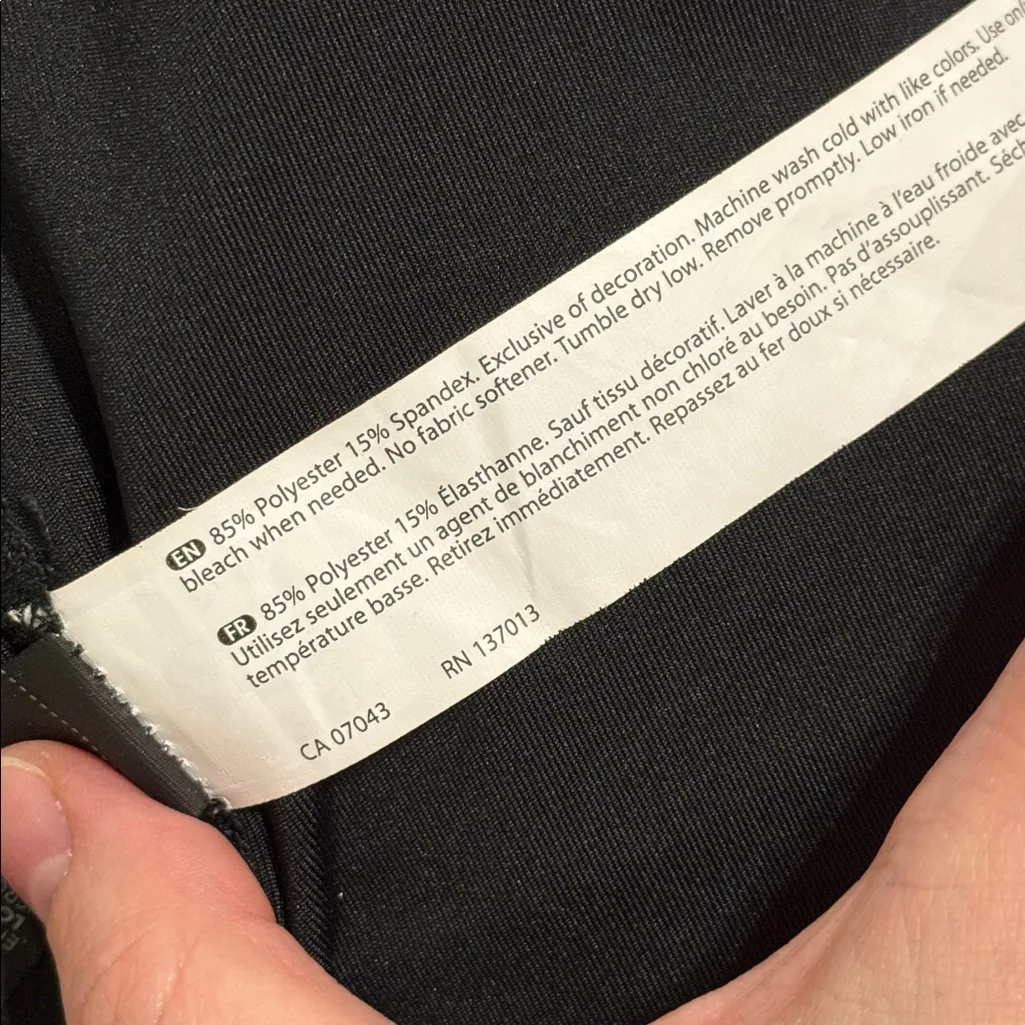 EN 85% Polyester 15% Spandex. Exclusive of decoration. Machine wash cold with like colors. Use
bleach when needed. No fabric softener. Tumble dry low. Remove promptly. Low iron if needed.
FR 85% Polyester 15% Élasthanne. Sauf tissu décoratif. Laver à la machine à l'eau froide avec
Utilisez seulement un agent de blanchiment non chloré au besoin. Pas d'assouplissant.
température basse. Retirez immédiatement. Repassez au fer doux si nécessaire.
CA 07043 RN 137013